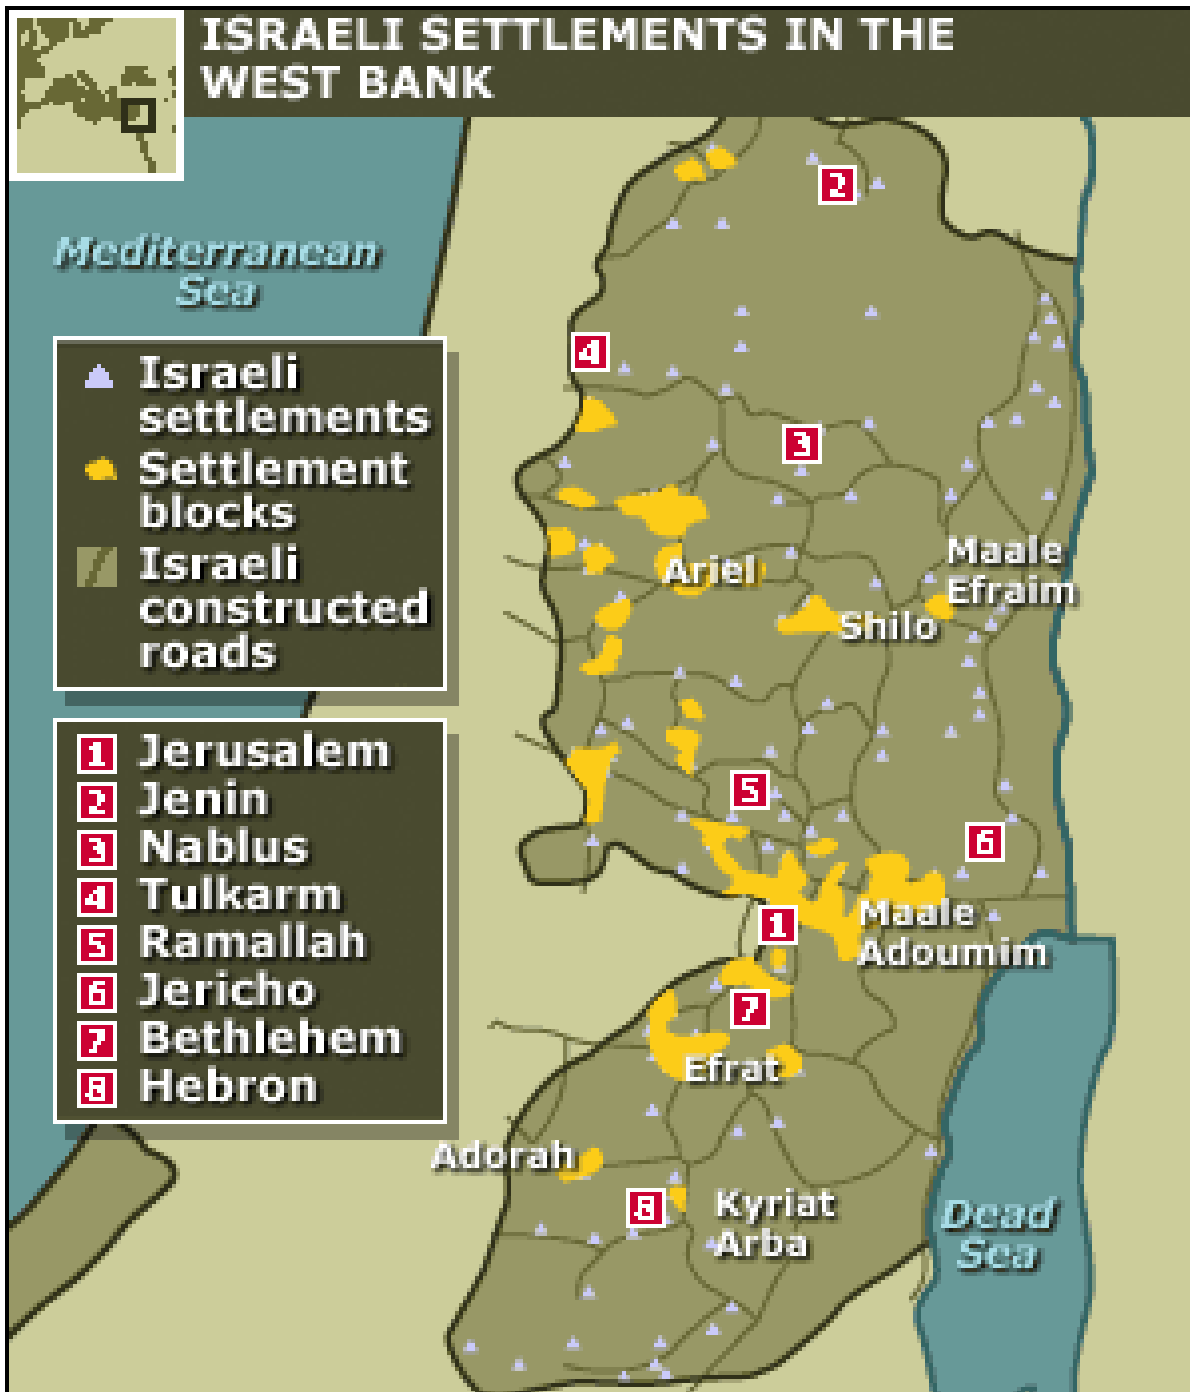 ISRAELI SETTLEMENTS IN THE
WEST BANK
Mediterranean
Sea
Israeli
settlements
Settlement
blocks
Israeli
constructed
roads
1 Jerusalem
2 Jenin
3 Nablus
4 Tulkarm
5 Ramallah
6 Jericho
7 Bethlehem
8 Hebron
2
4
3
Ariel
Maale
Efraim
Shilo
5
6
1
Maale
Adoumim
7
Efrat
Adorah
8
Kyriat
Arba
Dead
Sea